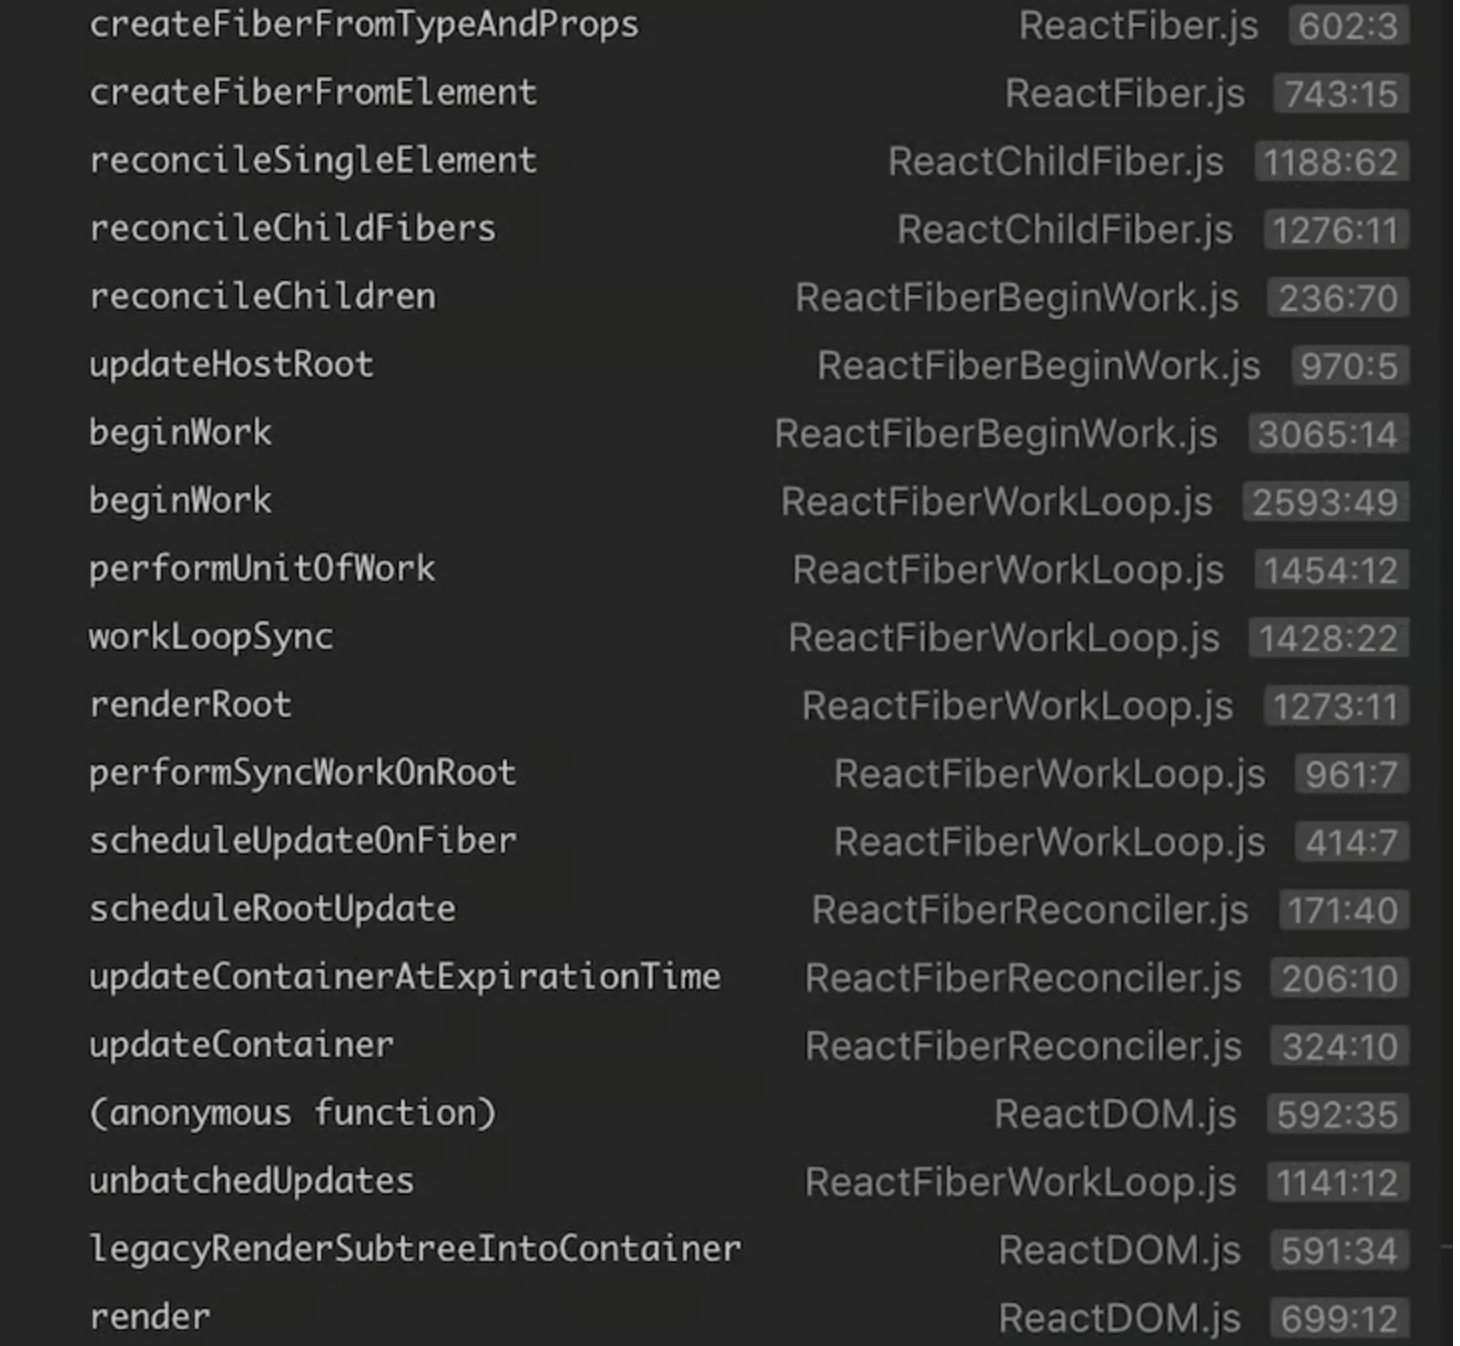 createFiberFromTypeAndProps ReactFiber.js 602:3
createFiberFromElement ReactFiber.js 743:15
reconcileSingleElement ReactChildFiber.js 1188:62
reconcileChildFibers ReactChildFiber.js 1276:11
reconcileChildren ReactFiberBeginWork.js 236:70
updateHostRoot ReactFiberBeginWork.js 970:5
beginWork ReactFiberBeginWork.js 3065:14
beginWork ReactFiberWorkLoop.js 2593:49
performUnitOfWork ReactFiberWorkLoop.js 1454:12
workLoopSync ReactFiberWorkLoop.js 1428:22
renderRoot ReactFiberWorkLoop.js 1273:11
performSyncWorkOnRoot ReactFiberWorkLoop.js 961:7
scheduleUpdateOnFiber ReactFiberWorkLoop.js 414:7
scheduleRootUpdate ReactFiberReconciler.js 171:40
updateContainerAtExpirationTime ReactFiberReconciler.js 206:10
updateContainer ReactFiberReconciler.js 324:10
(anonymous function) ReactDOM.js 592:35
unbatchedUpdates ReactFiberWorkLoop.js 1141:12
legacyRenderSubtreeIntoContainer ReactDOM.js 591:34
render ReactDOM.js 699:12